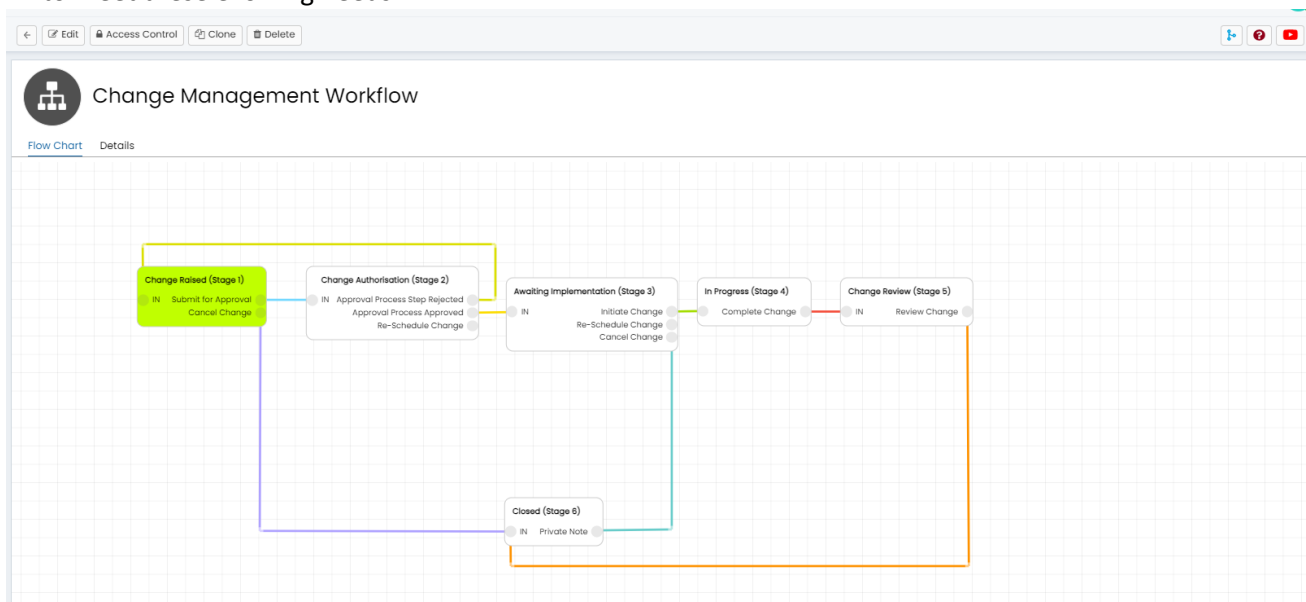 Edit
Access Control
Clone
Delete
Change Management Workflow
Flow Chart
Details
Change Raised (Stage 1)
IN Submit for Approval
Cancel Change
Change Authorisation (Stage 2)
IN Approval Process Step Rejected
Approval Process Approved
Re-Schedule Change
Awaiting Implementation (Stage 3)
IN Initiate Change
Re-Schedule Change
Cancel Change
In Progress (Stage 4)
Complete Change
Change Review (Stage 5)
IN Review Change
Closed (Stage 6)
IN Private Note